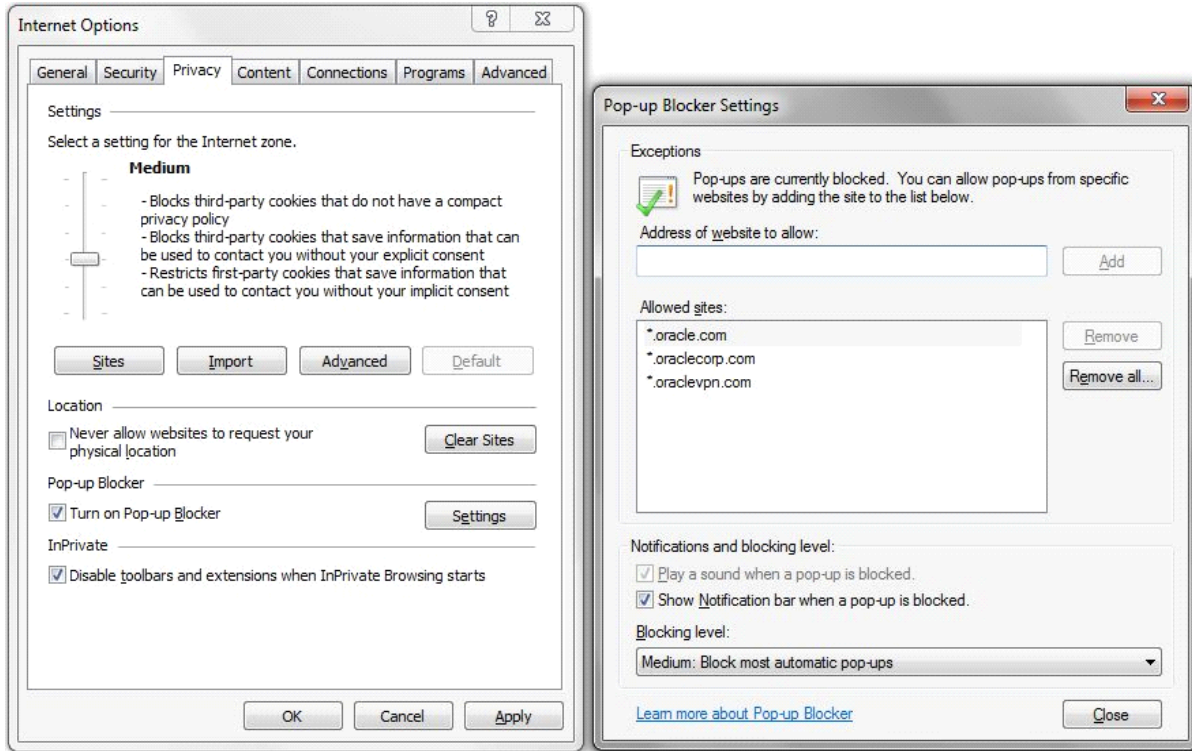 Internet Options
General Security Privacy Content Connections Programs Advanced
Settings
Select a setting for the Internet zone.
Medium
- Blocks third-party cookies that do not have a compact
privacy policy
- Blocks third-party cookies that save information that can
be used to contact you without your explicit consent
- Restricts first-party cookies that save information that
can be used to contact you without your implicit consent
Sites Import Advanced Default
Location
Never allow websites to request your
physical location
Clear Sites
Pop-up Blocker
Turn on Pop-up Blocker
Settings
InPrivate
Disable toolbars and extensions when InPrivate Browsing starts
OK Cancel Apply
Pop-up Blocker Settings
Exceptions
Pop-ups are currently blocked. You can allow pop-ups from specific
websites by adding the site to the list below.
Address of website to allow:
Add
Allowed sites:
*.oracle.com
*.oraclecorp.com
*.oraclevpn.com
Remove
Remove all...
Notifications and blocking level:
Play a sound when a pop-up is blocked.
Show Notification bar when a pop-up is blocked.
Blocking level:
Medium: Block most automatic pop-ups
Learn more about Pop-up Blocker
Close